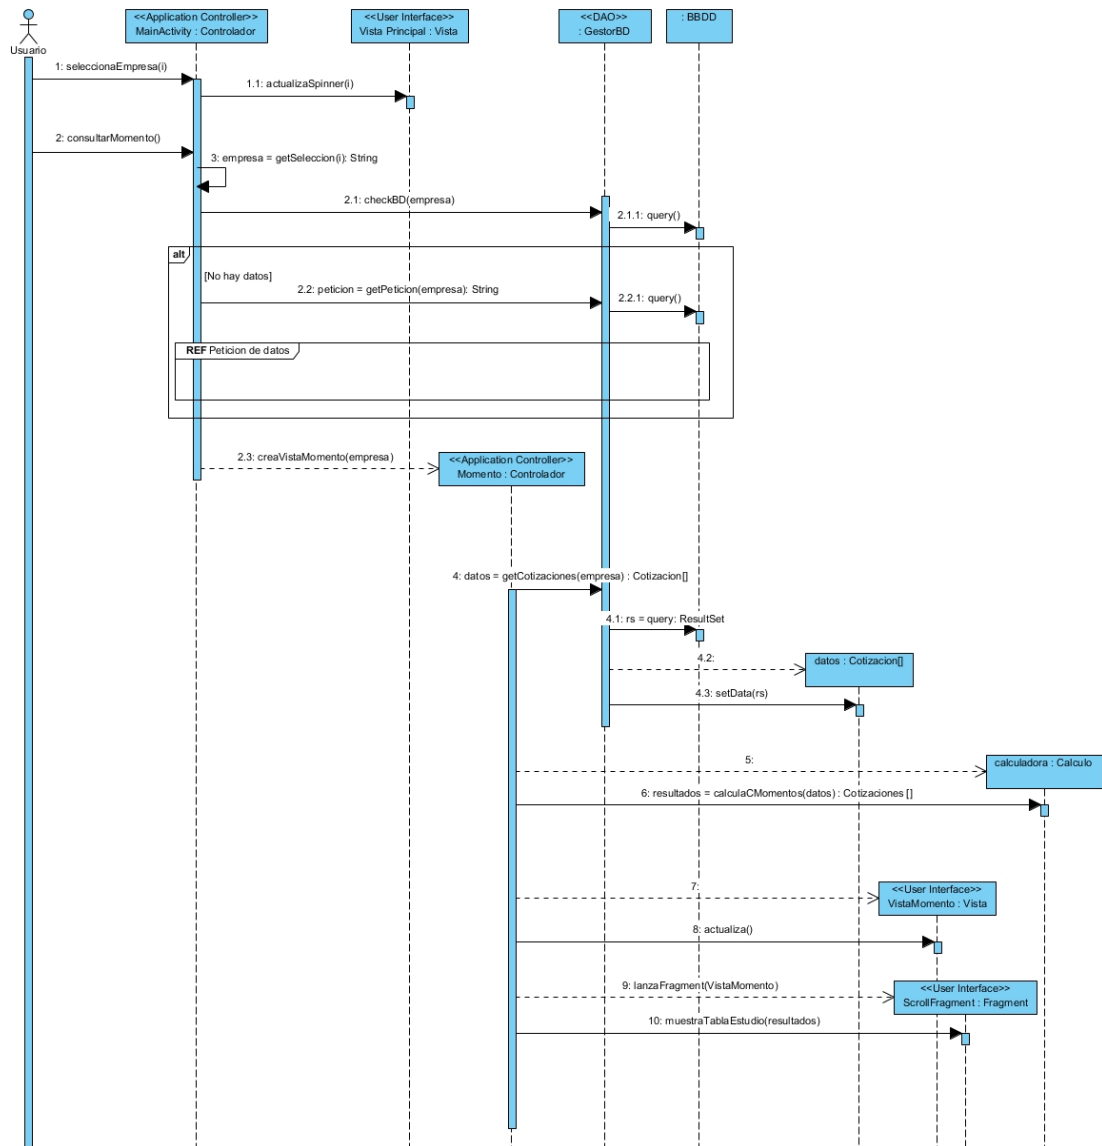 Usuario
<<Application Controller>>
MainActivity : Controlador
<<User Interface>>
Vista Principal : Vista
<<DAO>>
: GestorBD
: BBDD
1: seleccionaEmpresa(i)
1.1: actualizaSpinner(i)
2: consultarMomento()
3: empresa = getSeleccion(i): String
2.1: checkBD(empresa)
2.1.1: query()
alt
[No hay datos]
2.2: peticion = getPeticion(empresa): String
2.2.1: query()
REF Peticion de datos
2.3: creaVistaMomento(empresa)
<<Application Controller>>
Momento : Controlador
4: datos = getCotizaciones(empresa) : Cotizacion[]
4.1: rs = query: ResultSet
4.2:
datos : Cotizacion[]
4.3: setData(rs)
5:
calculadora : Calculo
6: resultados = calculaCMomentos(datos) : Cotizaciones []
7:
<<User Interface>>
VistaMomento : Vista
8: actualiza()
9: lanzaFragment(VistaMomento)
<<User Interface>>
ScrollFragment : Fragment
10: muestraTablaEstudio(resultados)